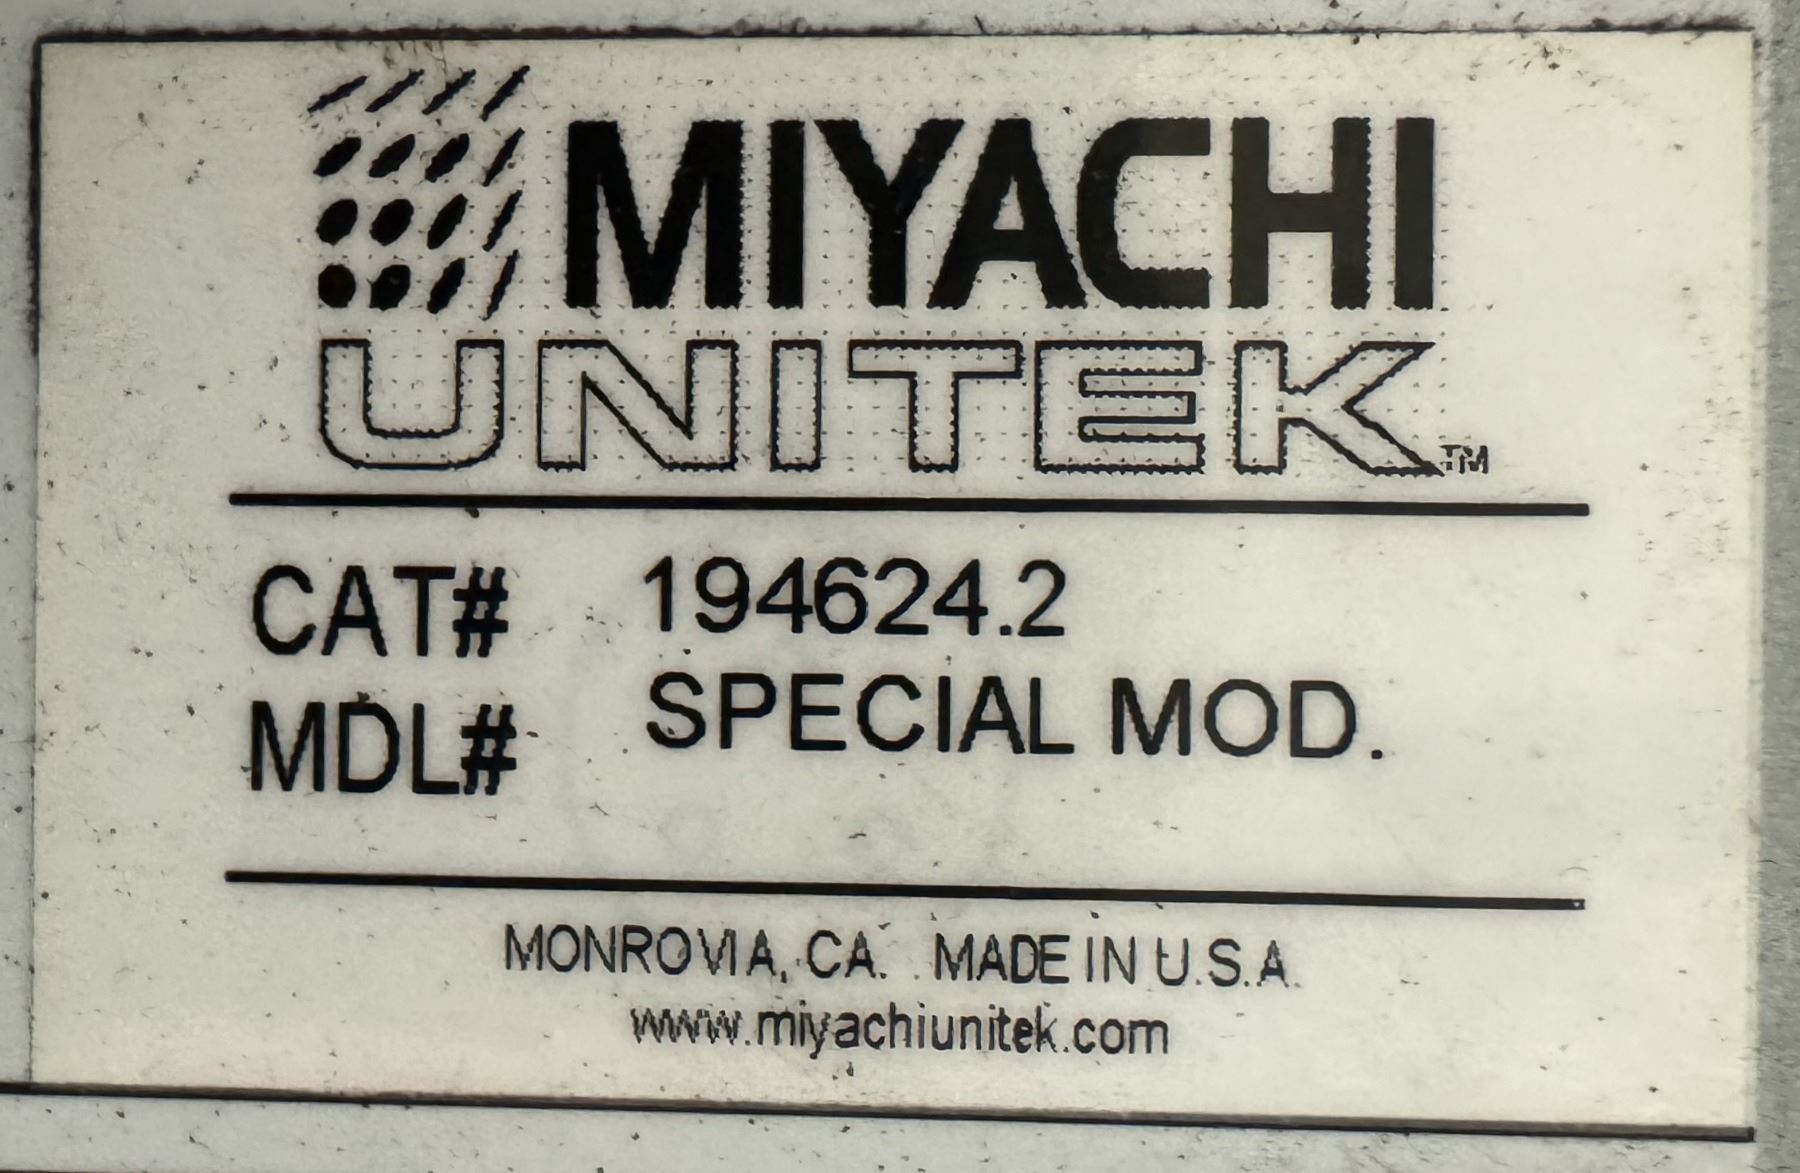 MIYACHI
UNITEK™
CAT# 194624.2
MDL# SPECIAL MOD.
MONROVIA, CA. MADE IN U.S.A.
www.miyachiunitek.com